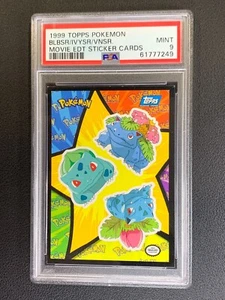 1999 TOPPS POKEMON
MINT
BLBSR/IVYSR/VNSR
9
MOVIE EDT STICKER CARDS
PSA
61777249
Pokémon
Topps